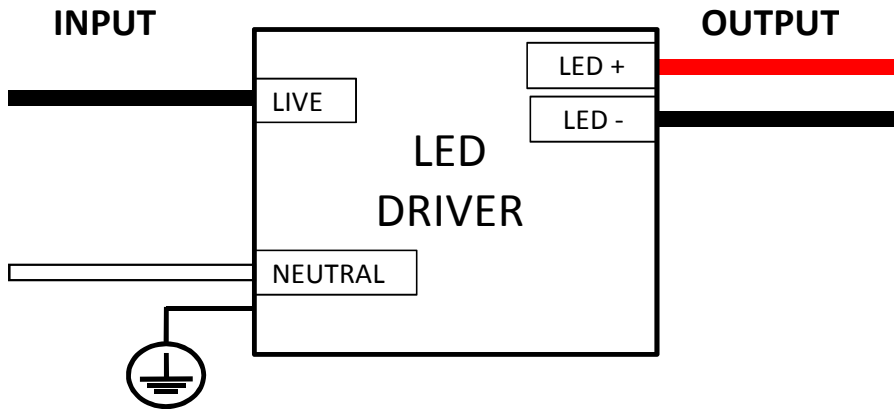 INPUT
OUTPUT
LIVE
LED +
LED -
LED
DRIVER
NEUTRAL